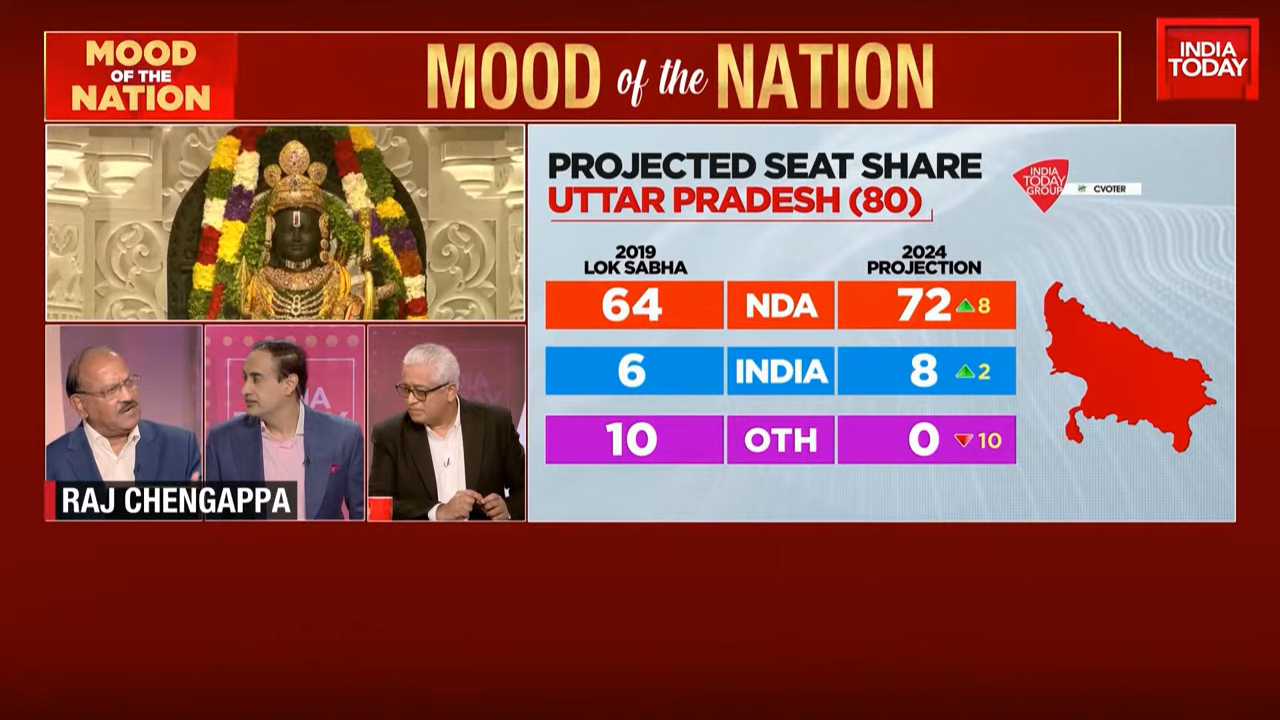 MOOD
OF THE
NATION
MOOD of the NATION
INDIA
TODAY
PROJECTED SEAT SHARE
UTTAR PRADESH (80)
INDIA
TODAY
GROUP
CVOTER
2019
LOK SABHA
2024
PROJECTION
64 NDA 72 8
6 INDIA 8 2
10 OTH 0 10
RAJ CHENGAPPA